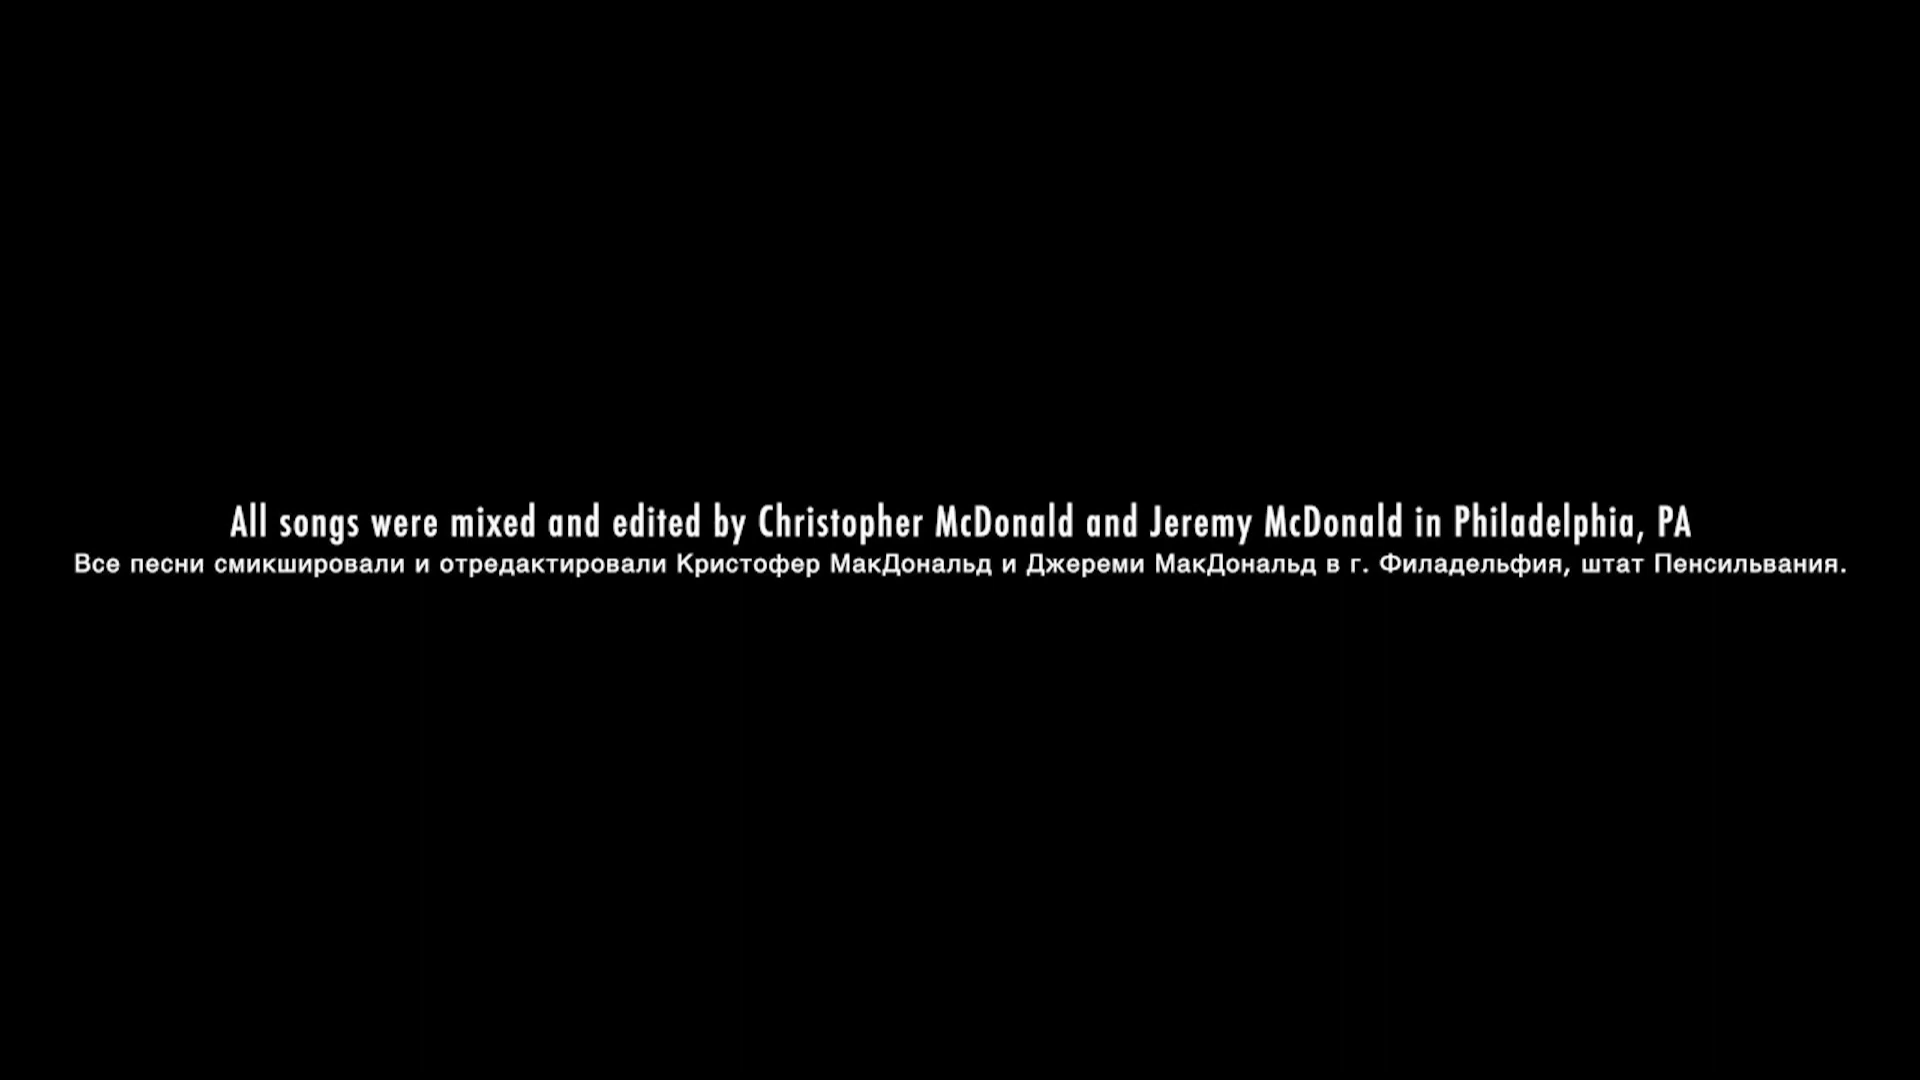 All songs were mixed and edited by Christopher McDonald and Jeremy McDonald in Philadelphia, PA
Все песни смикшировали и отредактировали Кристофер МакДональд и Джереми МакДональд в г. Филадельфия, штат Пенсильвания.